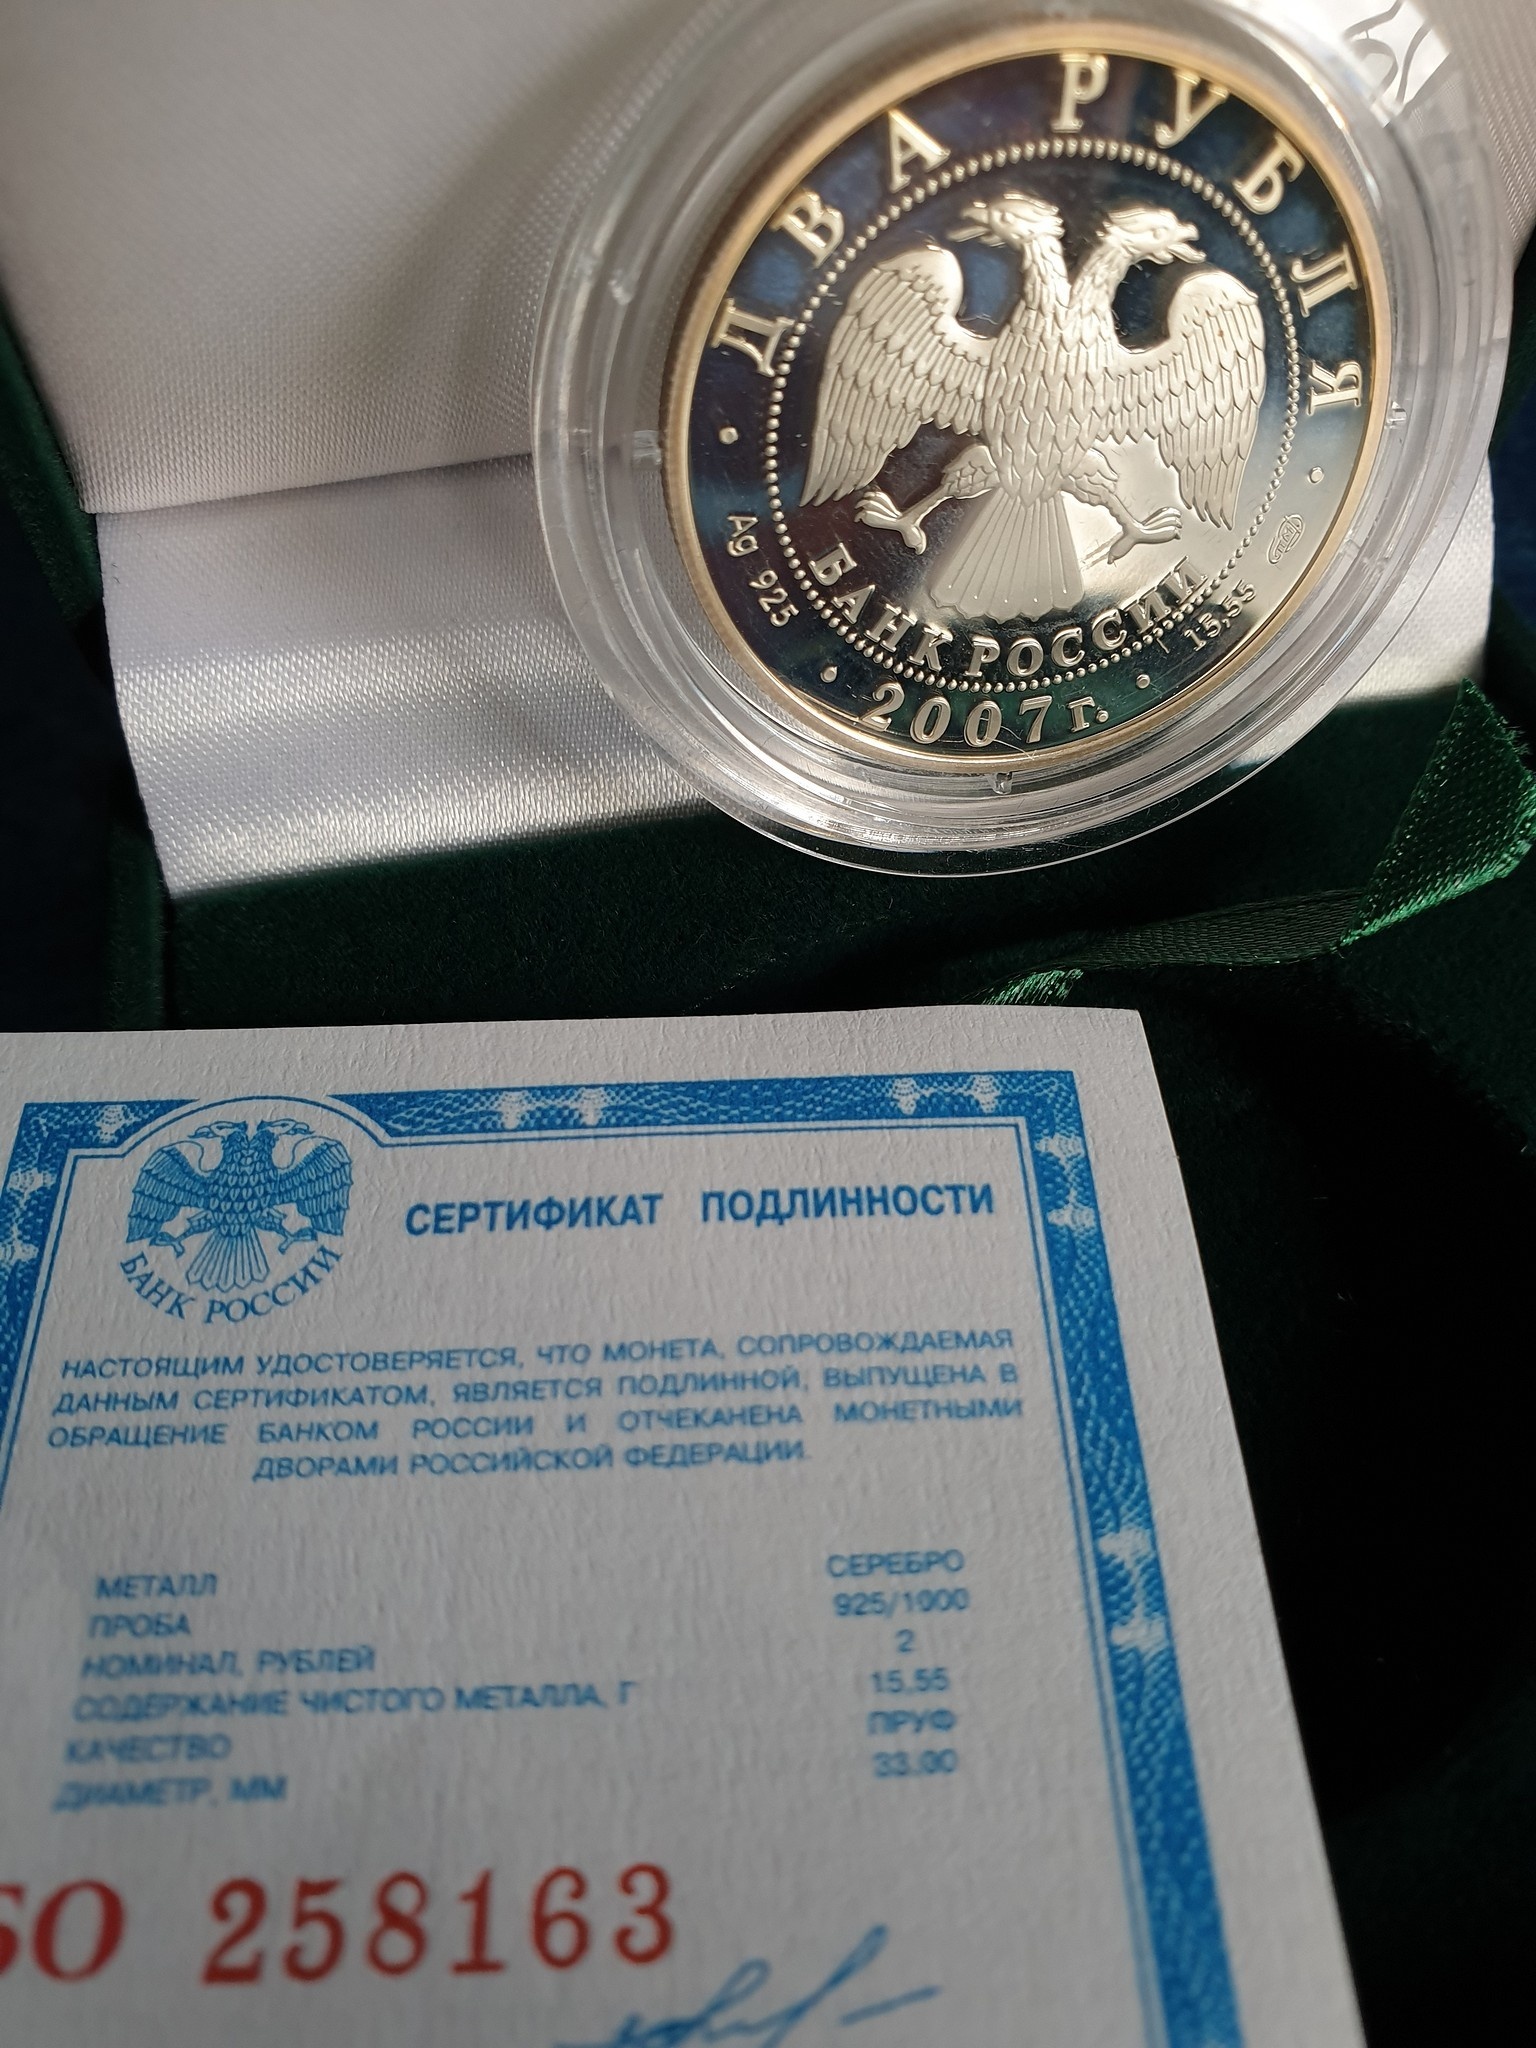 ДВА РУБЛЯ
Ag 925
15,55
БАНК РОССИИ
2007 г.
БАНК РОССИИ
СЕРТИФИКАТ ПОДЛИННОСТИ
НАСТОЯЩИМ УДОСТОВЕРЯЕТСЯ, ЧТО МОНЕТА, СОПРОВОЖДАЕМАЯ
ДАННЫМ СЕРТИФИКАТОМ, ЯВЛЯЕТСЯ ПОДЛИННОЙ, ВЫПУЩЕНА В
ОБРАЩЕНИЕ БАНКОМ РОССИИ И ОТЧЕКАНЕНА МОНЕТНЫМИ
ДВОРАМИ РОССИЙСКОЙ ФЕДЕРАЦИИ.
МЕТАЛЛ СЕРЕБРО
ПРОБА 925/1000
НОМИНАЛ, РУБЛЕЙ 2
СОДЕРЖАНИЕ ЧИСТОГО МЕТАЛЛА, Г 15,55
КАЧЕСТВО ПРУФ
ДИАМЕТР, ММ 33,00
БО 258163